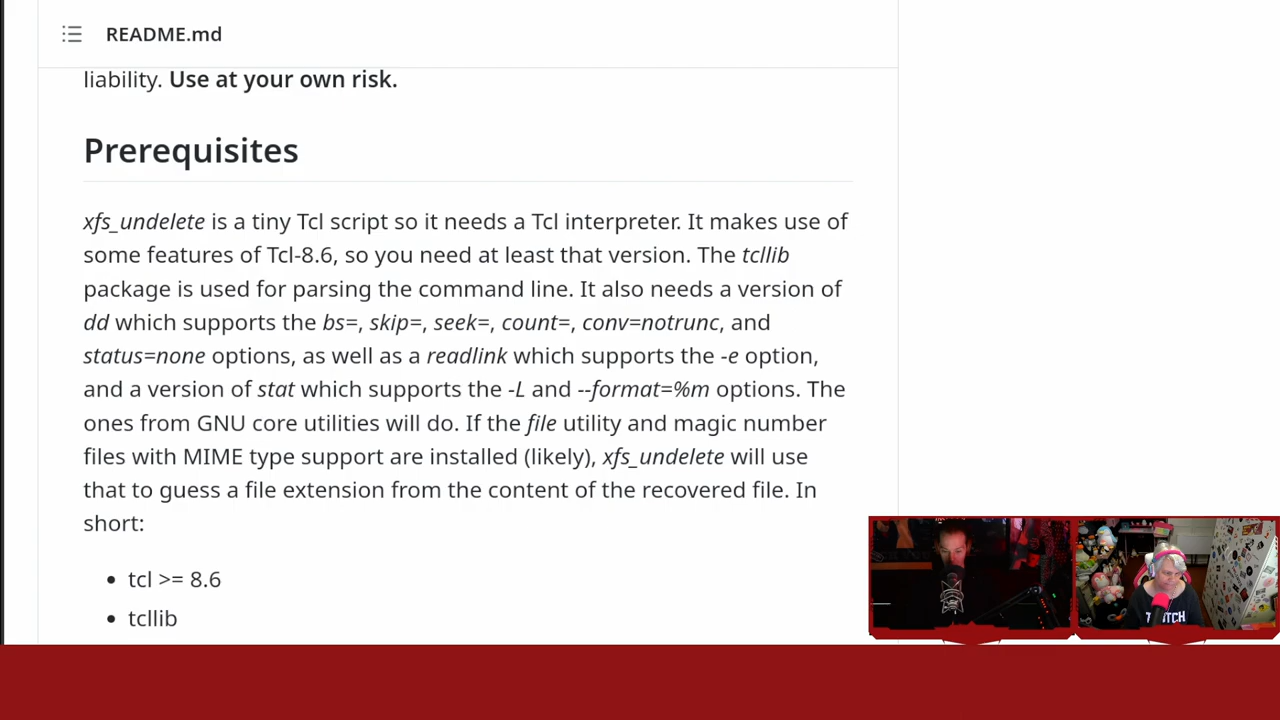 README.md
liability. Use at your own risk.
Prerequisites
xfs_undelete is a tiny Tcl script so it needs a Tcl interpreter. It makes use of
some features of Tcl-8.6, so you need at least that version. The tcllib
package is used for parsing the command line. It also needs a version of
dd which supports the bs=, skip=, seek=, count=, conv=notrunc, and
status=none options, as well as a readlink which supports the -e option,
and a version of stat which supports the -L and --format=%m options. The
ones from GNU core utilities will do. If the file utility and magic number
files with MIME type support are installed (likely), xfs_undelete will use
that to guess a file extension from the content of the recovered file. In
short:
tcl >= 8.6
tcllib